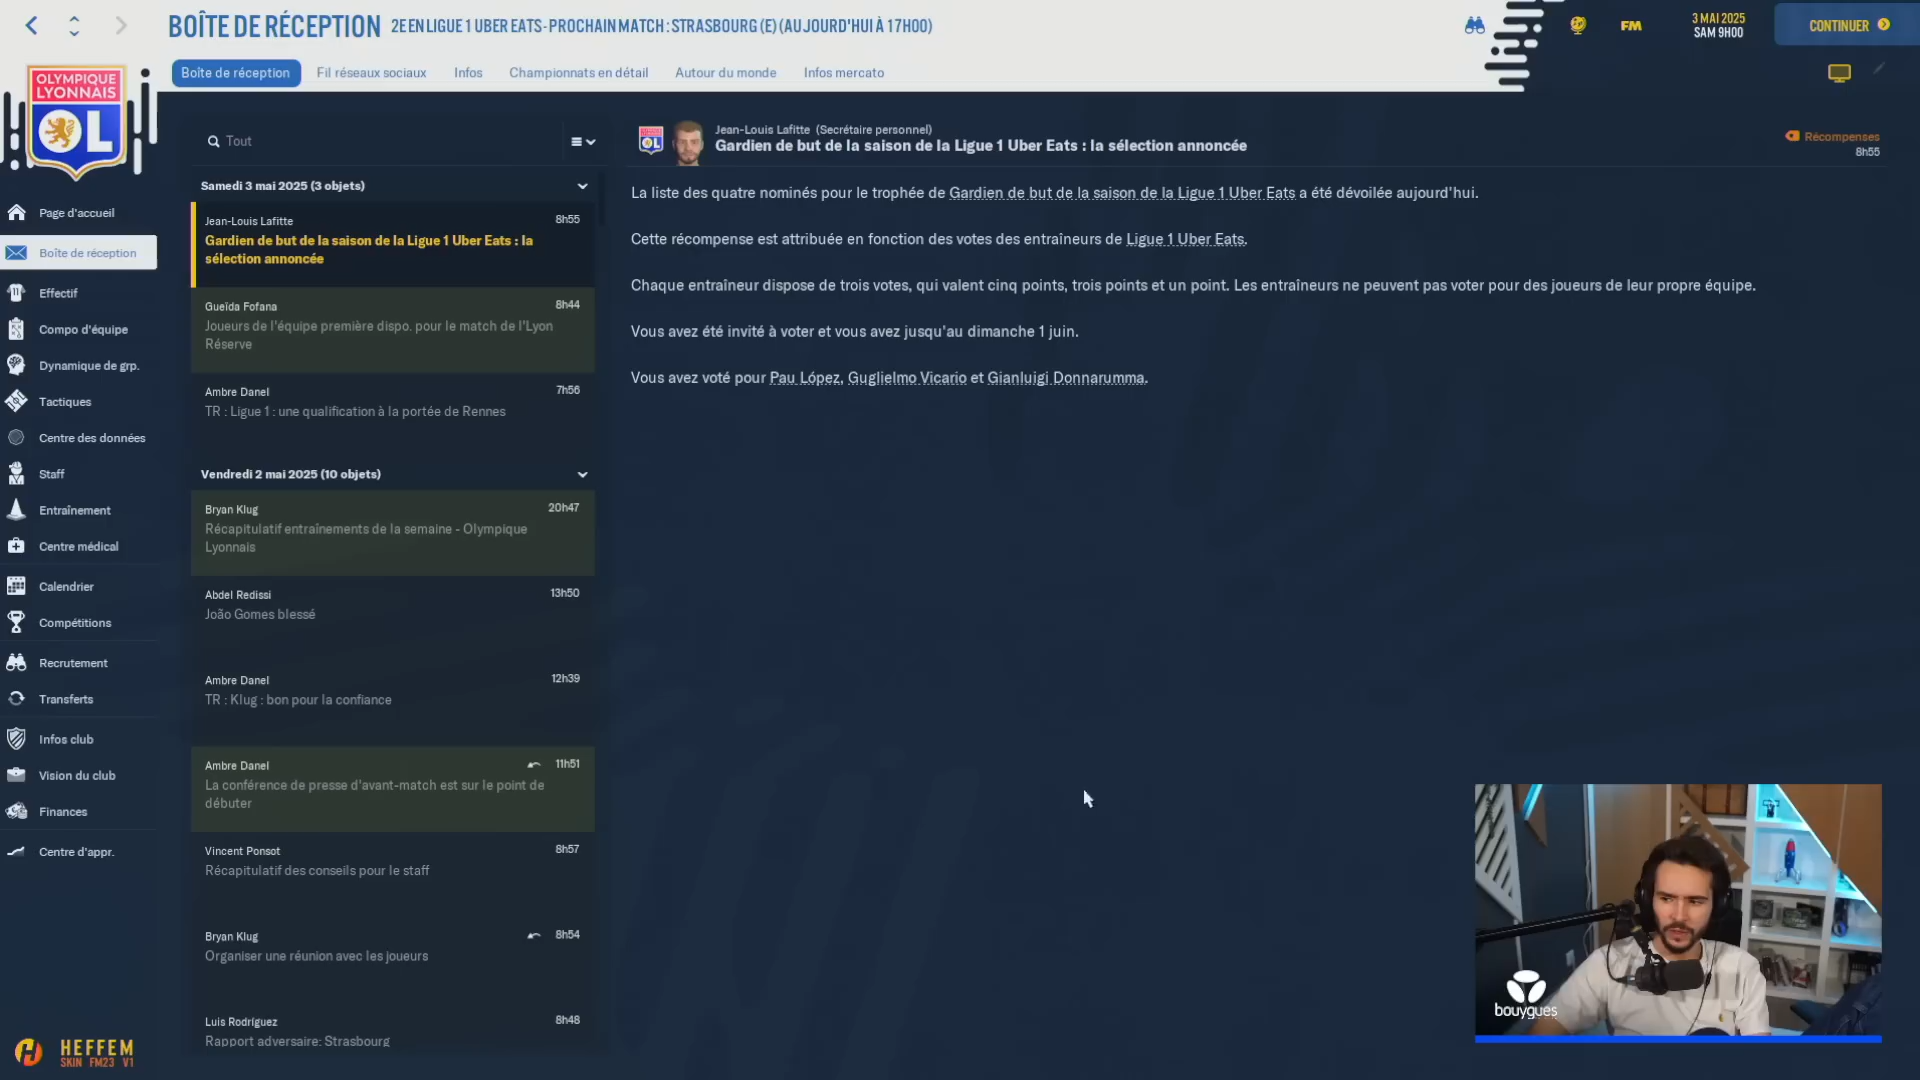 BOÎTE DE RÉCEPTION 2E EN LIGUE 1 UBER EATS - PROCHAIN MATCH : STRASBOURG (E) (AUJOURD'HUI À 17H00)
FM
3 MAI 2025
SAM 9H00
CONTINUER
Boîte de réception Fil réseaux sociaux Infos Championnats en détail Autour du monde Infos mercato
OLYMPIQUE
LYONNAIS
OL
Page d'accueil
Boîte de réception
Effectif
Compo d'équipe
Dynamique de grp.
Tactiques
Centre des données
Staff
Entraînement
Centre médical
Calendrier
Compétitions
Recrutement
Transferts
Infos club
Vision du club
Finances
Centre d'appr.
HEFFEM
SKIN FM23 V1
Tout
Samedi 3 mai 2025 (3 objets)
Jean-Louis Lafitte 8h55
Gardien de but de la saison de la Ligue 1 Uber Eats : la
sélection annoncée
Gueïda Fofana 8h44
Joueurs de l'équipe première dispo. pour le match de l'Lyon
Réserve
Ambre Danel 7h56
TR : Ligue 1 : une qualification à la portée de Rennes
Vendredi 2 mai 2025 (10 objets)
Bryan Klug 20h47
Récapitulatif entraînements de la semaine - Olympique
Lyonnais
Abdel Redissi 13h50
João Gomes blessé
Ambre Danel 12h39
TR : Klug : bon pour la confiance
Ambre Danel 11h51
La conférence de presse d'avant-match est sur le point de
débuter
Vincent Ponsot 8h57
Récapitulatif des conseils pour le staff
Bryan Klug 8h54
Organiser une réunion avec les joueurs
Luis Rodríguez 8h48
Rapport adversaire: Strasbourg
Jean-Louis Lafitte (Secrétaire personnel)
Gardien de but de la saison de la Ligue 1 Uber Eats : la sélection annoncée
Récompenses
8h55
La liste des quatre nominés pour le trophée de Gardien de but de la saison de la Ligue 1 Uber Eats a été dévoilée aujourd'hui.
Cette récompense est attribuée en fonction des votes des entraîneurs de Ligue 1 Uber Eats.
Chaque entraîneur dispose de trois votes, qui valent cinq points, trois points et un point. Les entraîneurs ne peuvent pas voter pour des joueurs de leur propre équipe.
Vous avez été invité à voter et vous avez jusqu'au dimanche 1 juin.
Vous avez voté pour Pau López, Guglielmo Vicario et Gianluigi Donnarumma.
bouygues